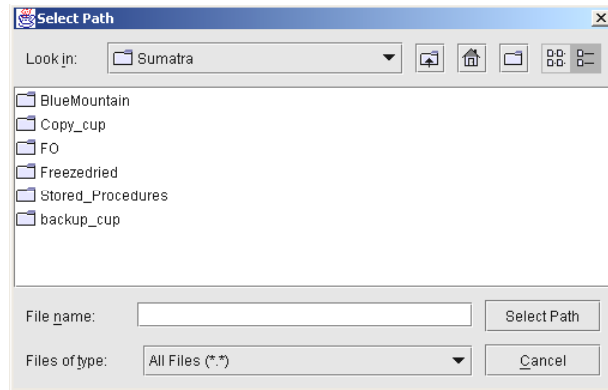 Select Path
Look in: Sumatra
BlueMountain
Copy_cup
FO
Freezedried
Stored_Procedures
backup_cup
File name: Select Path
Files of type: All Files (*.*) Cancel